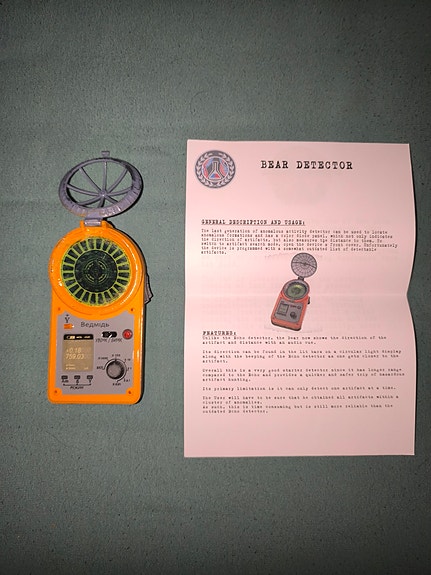 BEAR DETECTOR
GENERAL DESCRIPTION AND USAGE:
The last generation of anomalous activity detector can be used to locate
anomalous formations and has a color diode panel, which not only indicates
the direction of artifacts, but also measures the distance to them. To
switch to artifact search mode, open the device's front cover. Unfortunately
the device is programmed with a somewhat outdated list of detectable
artifacts.
FEATURES:
Unlike the Echo detector, the Bear now shows the direction of the
artifact and distance with an audio cue.
Its direction can be found in the lit bars on a circular light display
along with the beeping of the Echo detector as one gets closer to the
artifact.
Overall this is a very good starter detector since it has longer range
compared to the Echo and provides a quicker and safer trip of hazardous
artifact hunting.
Its primary limitation is it can only detect one artifact at a time.
The User will have to be sure that he obtained all artifacts within a
cluster of anomalies.
As such, this is time consuming but is still more reliable than the
outdated Echo Detector.
Ведмідь